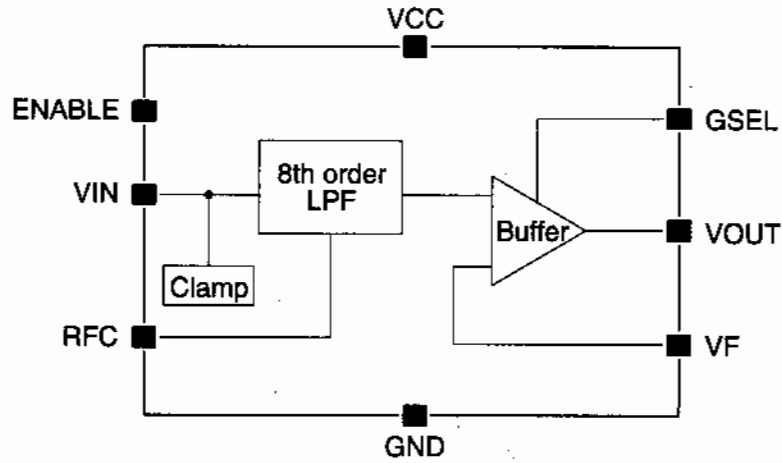 VCC
ENABLE
GSEL
VIN
8th order
LPF
Buffer
VOUT
Clamp
RFC
VF
GND